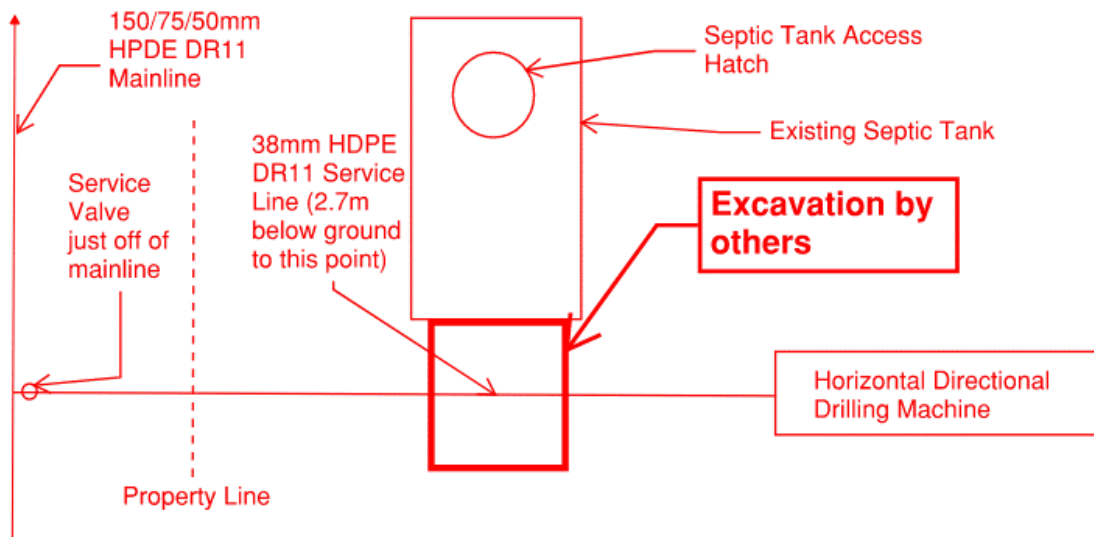 150/75/50mm
HPDE DR11
Mainline
Septic Tank Access
Hatch
Existing Septic Tank
38mm HDPE
DR11 Service
Line (2.7m
below ground
to this point)
Service
Valve
just off of
mainline
Excavation by
others
Horizontal Directional
Drilling Machine
Property Line